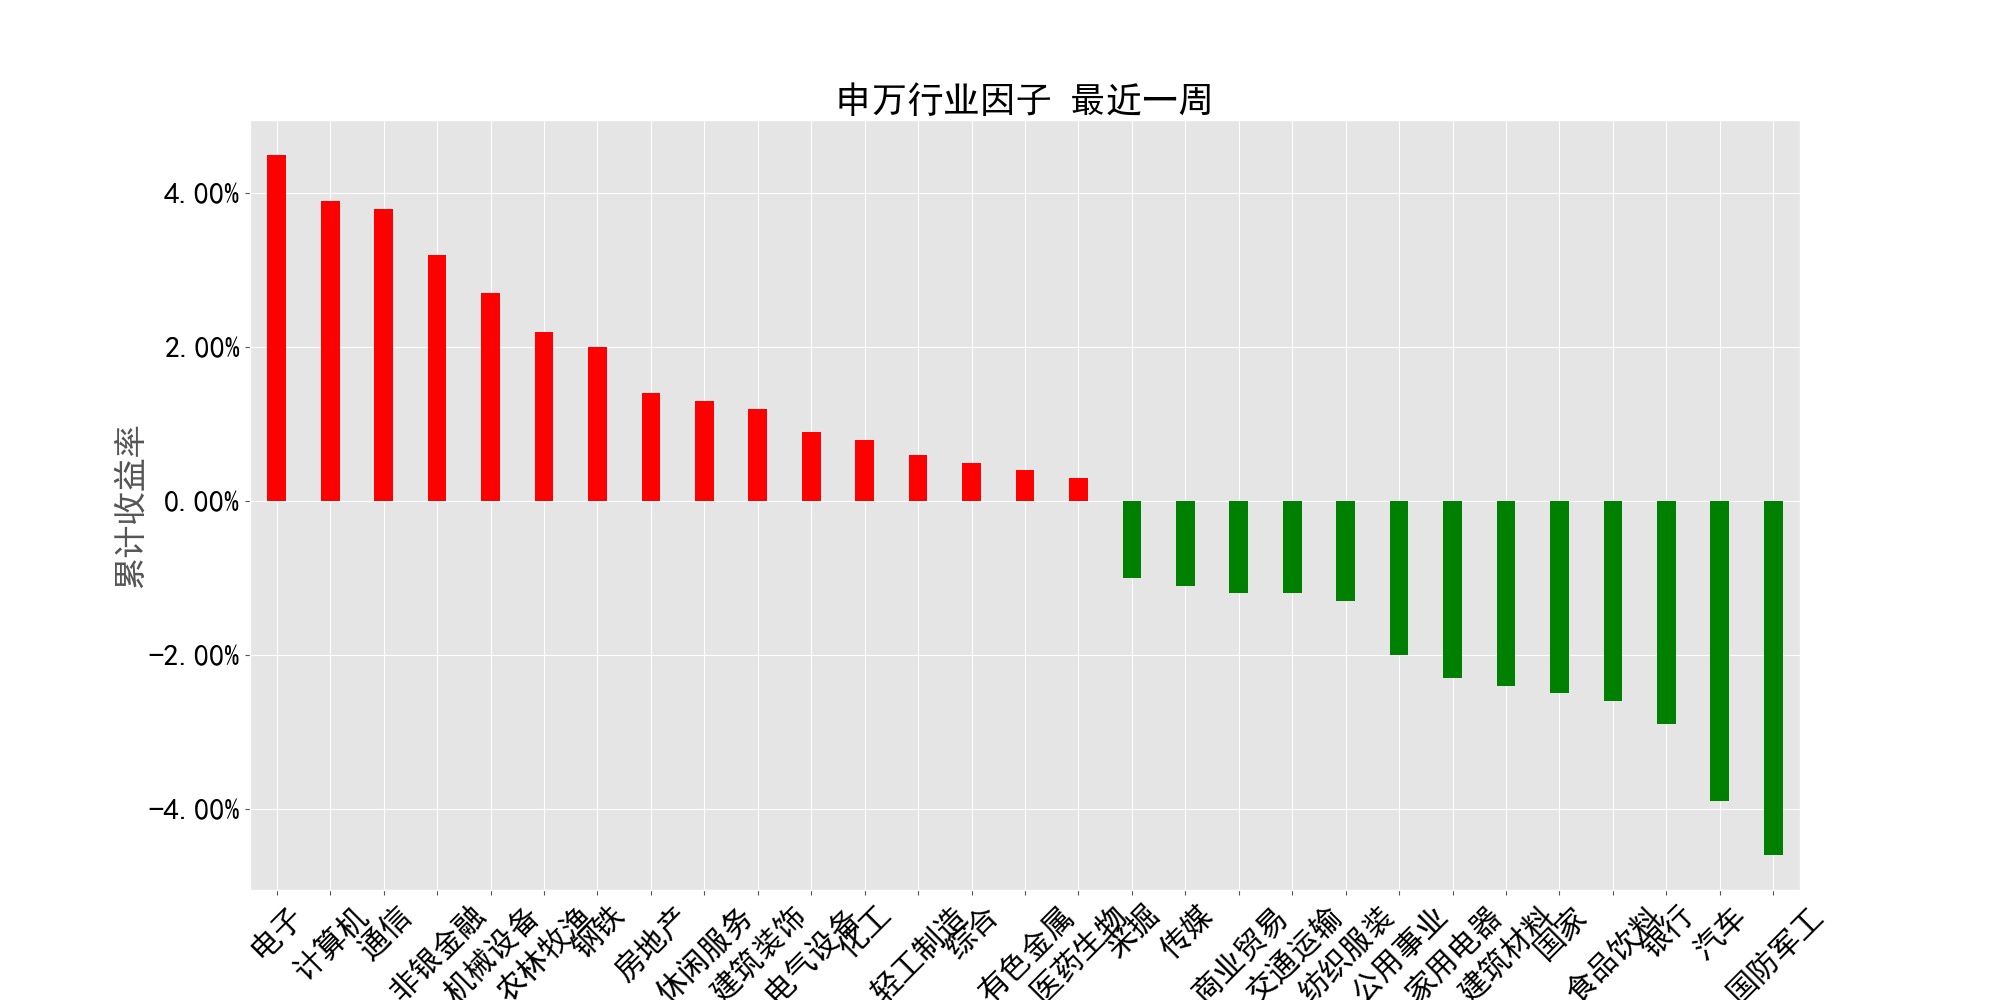 申万行业因子 最近一周
累计收益率
4.00%
2.00%
0.00%
−2.00%
−4.00%
电子
计算机
通信
非银金融
机械设备
农林牧渔
钢铁
房地产
休闲服务
建筑装饰
电气设备
化工
轻工制造
综合
有色金属
医药生物
采掘
传媒
商业贸易
交通运输
纺织服装
公用事业
家用电器
建筑材料
国家
食品饮料
银行
汽车
国防军工